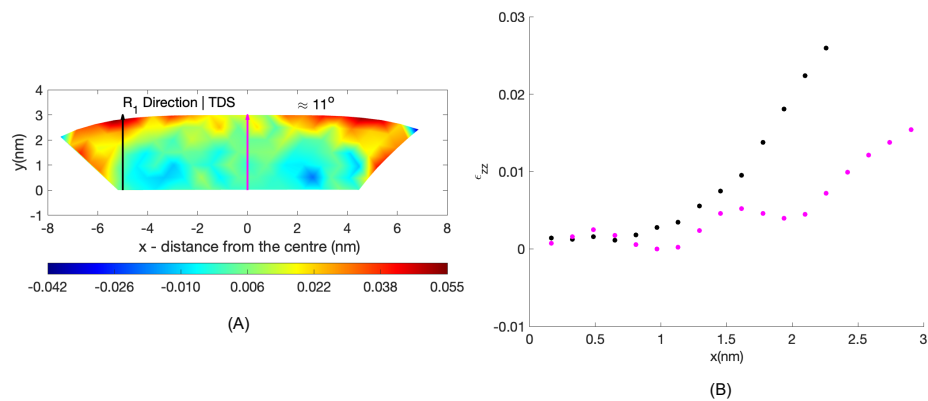 4
3
2
1
0
-1
y(nm)
R1 Direction | TDS
≈ 11o
-8 -6 -4 -2 0 2 4 6 8
x - distance from the centre (nm)
-0.042 -0.026 -0.010 0.006 0.022 0.038 0.055
(A)
0.03
0.02
0.01
0
-0.01
ϵzz
0 0.5 1 1.5 2 2.5 3
x(nm)
(B)